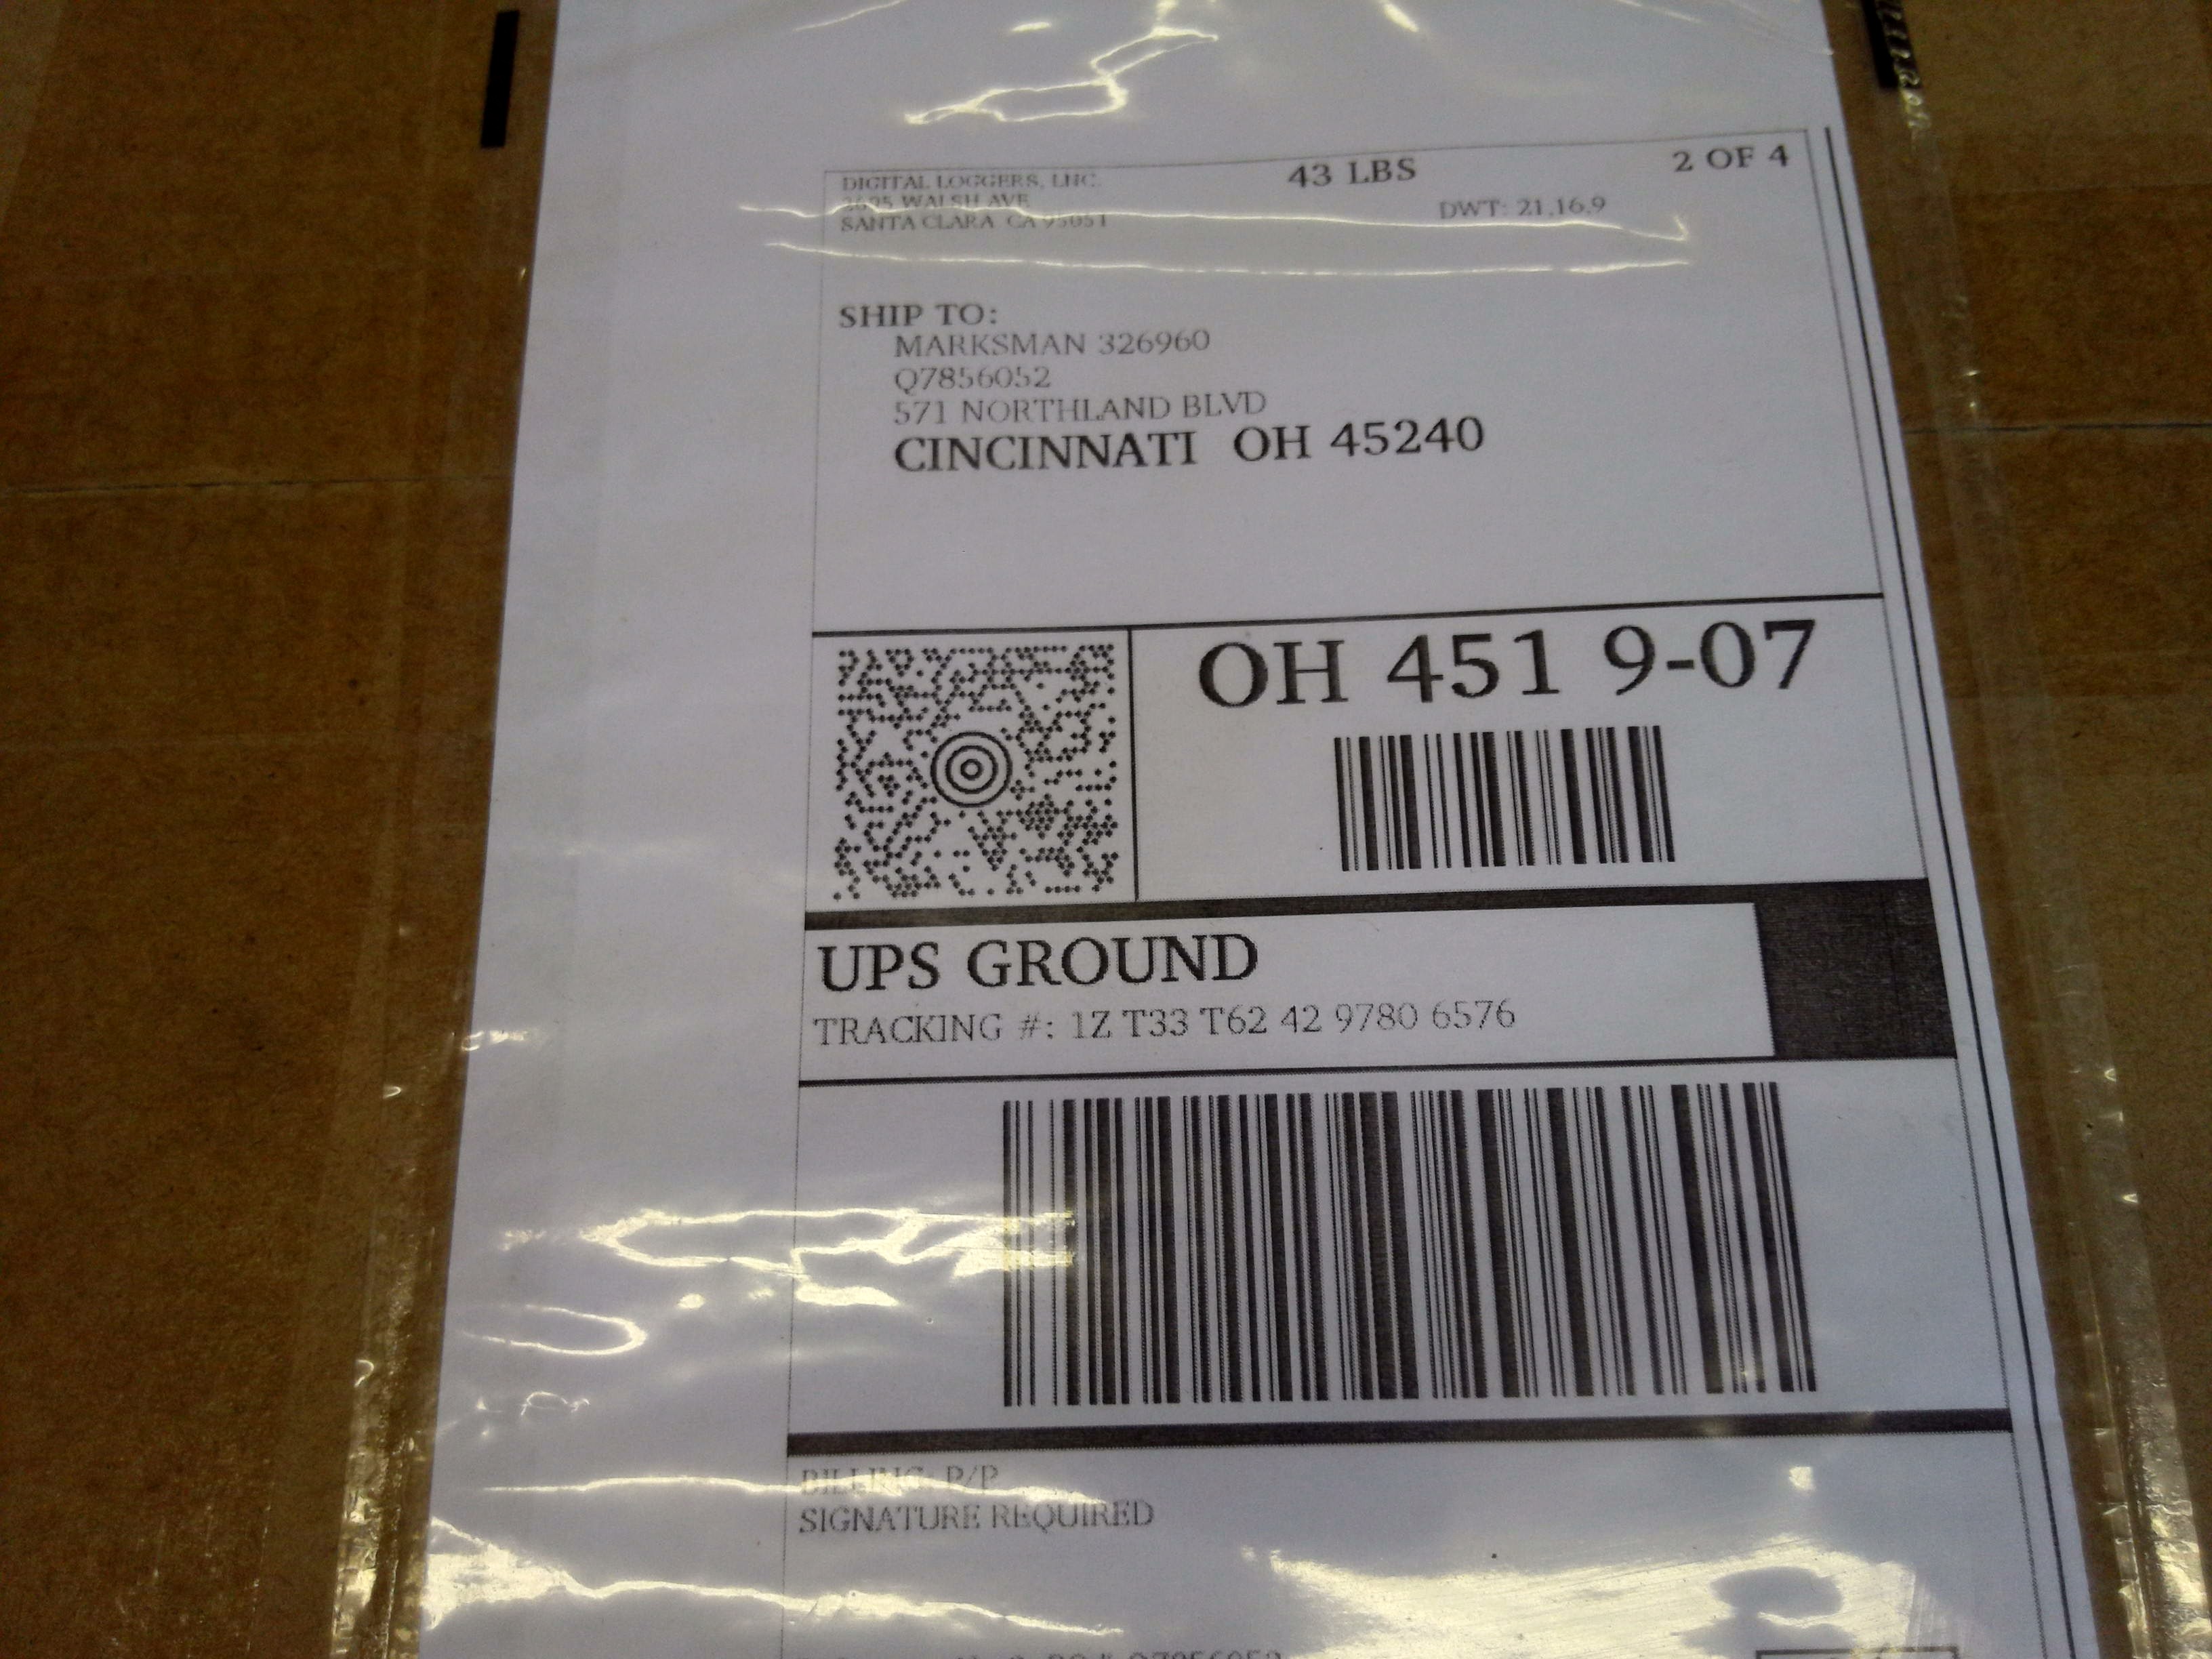 DIGITAL LOGGERS, INC.
2695 WALSH AVE
SANTA CLARA CA 95051
43 LBS
2 OF 4
DWT: 21,16,9
SHIP TO:
MARKSMAN 326960
Q7856052
571 NORTHLAND BLVD
CINCINNATI OH 45240
OH 451 9-07
UPS GROUND
TRACKING #: 1Z T33 T62 42 9780 6576
BILLING: P/P
SIGNATURE REQUIRED